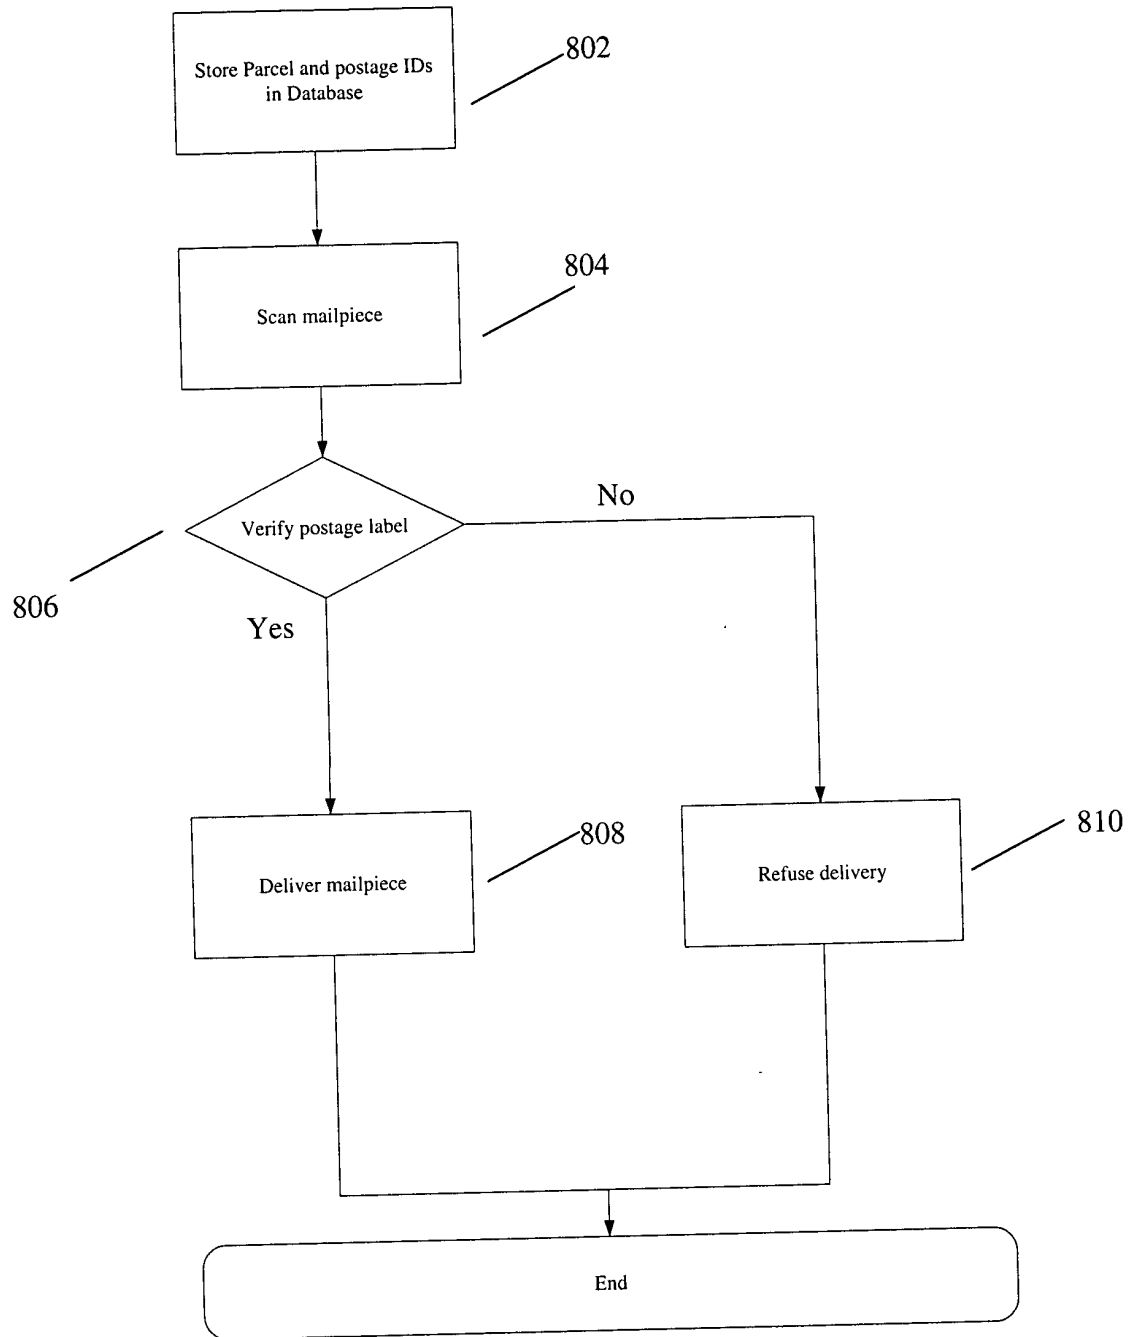 Store Parcel and postage IDs
in Database
802
Scan mailpiece
804
Verify postage label
806
No
Yes
Deliver mailpiece
808
Refuse delivery
810
End